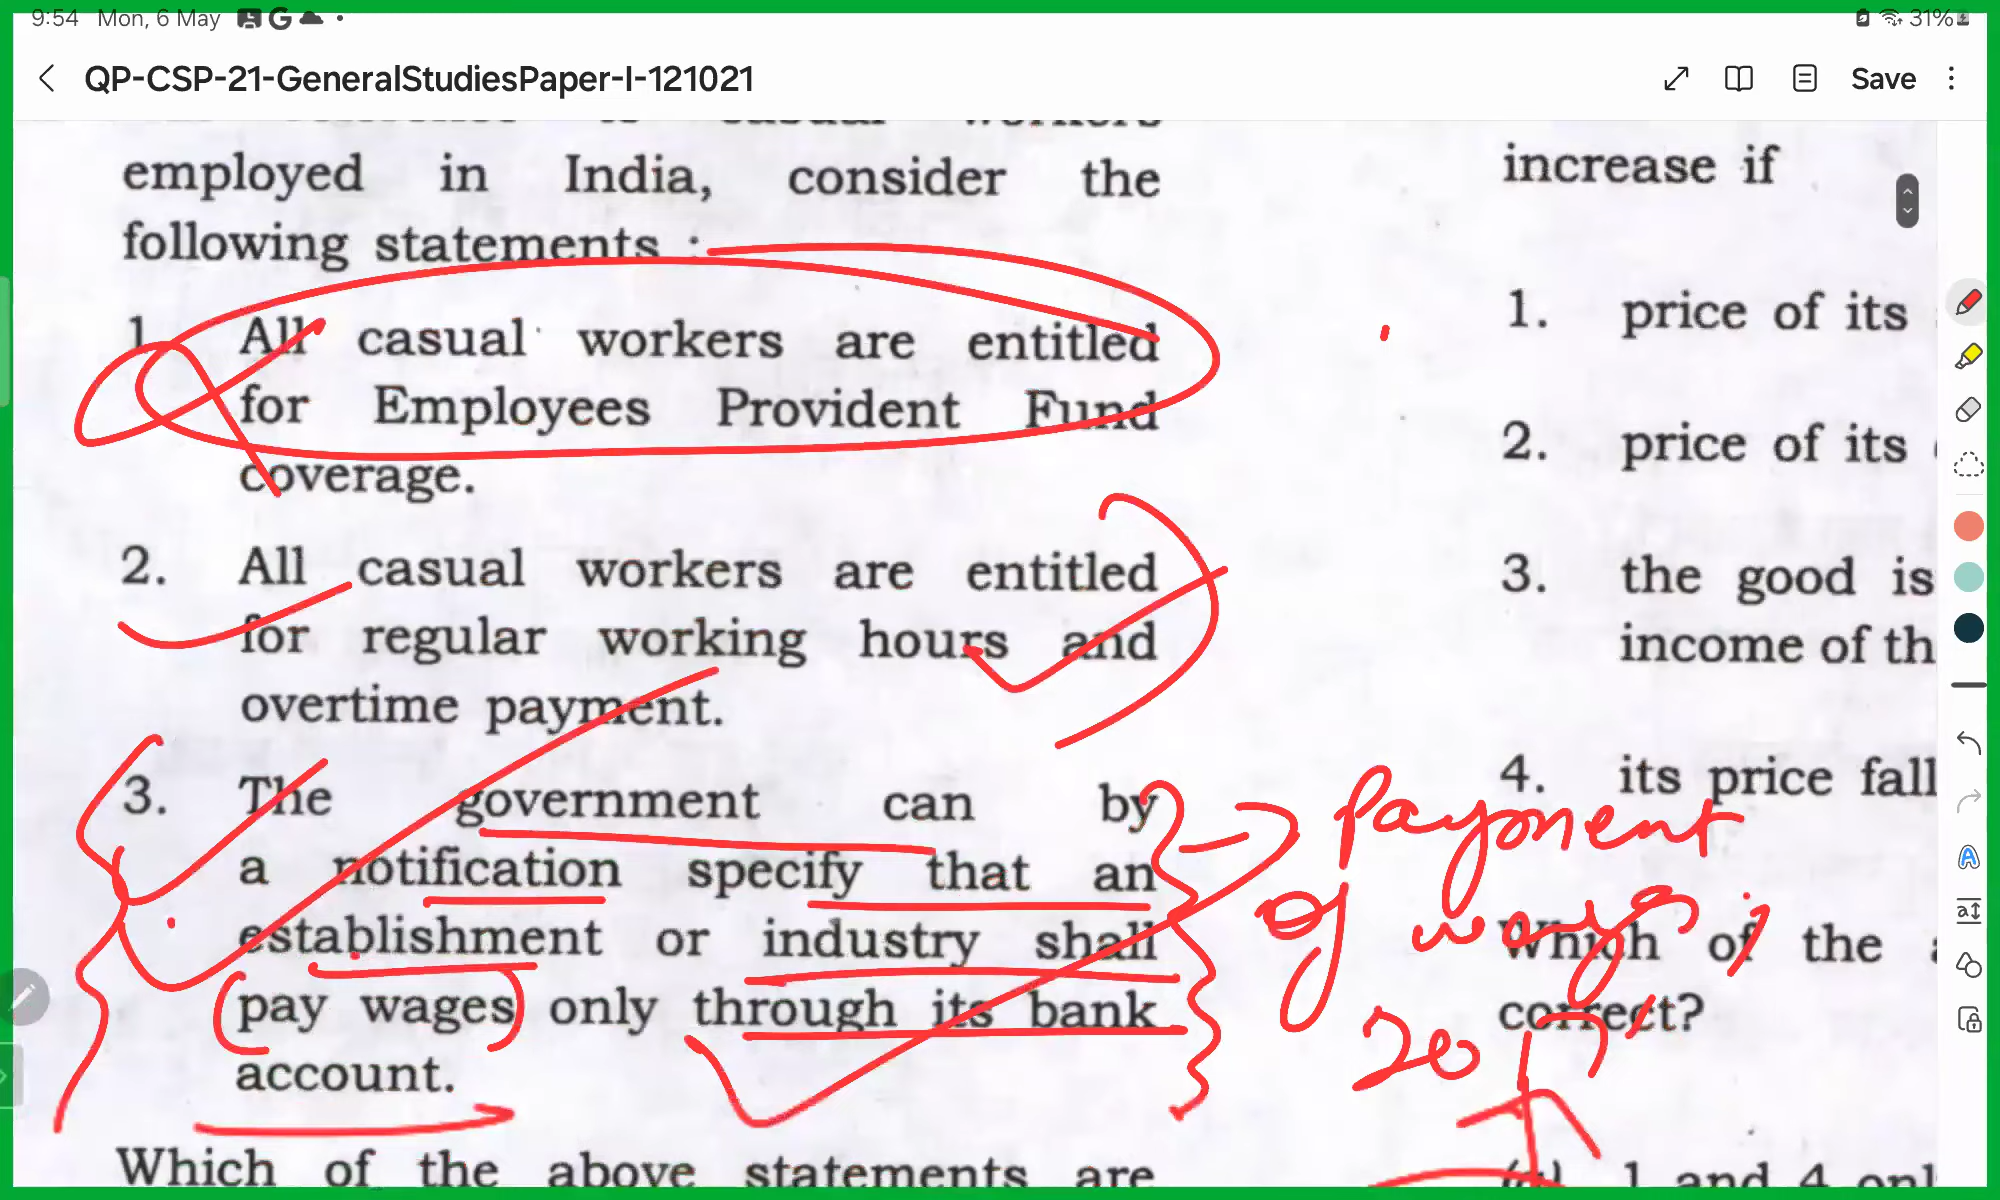 9:54 Mon, 6 May
31%
QP-CSP-21-GeneralStudiesPaper-I-121021
Save
employed in India, consider the
following statements :
1. All casual workers are entitled
for Employees Provident Fund
coverage.
2. All casual workers are entitled
for regular working hours and
overtime payment.
3. The government can by
a notification specify that an
establishment or industry shall
pay wages only through its bank
account.
Which of the above statements are
increase if
1. price of its
2. price of its
3. the good is
income of th
4. its price fall
Which of the
correct?
1 and 4 onl
Payment
of wages,
2017